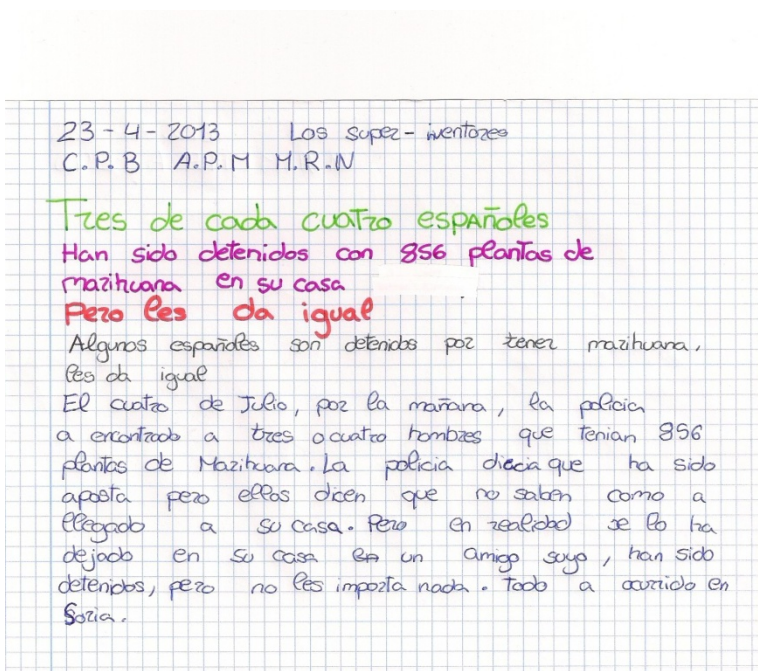 23-4-2013 Los super-iventores
C.P.B A.P.M M.R.N
Tres de cada cuatro españoles
Han sido detenidos con 856 plantas de
marihuana en su casa
Pero les da igual
Algunos españoles son detenidos por tener marihuana,
les da igual
El cuatro de Julio, por la mañana, la policia
a encontrado a tres o cuatro hombres que tenian 856
plantas de Marihuana. La policia diecia que ha sido
aposta pero ellos dicen que no saben como a
llegado a su casa. Pero en realidad se lo ha
dejado en su casa en un amigo suyo, han sido
detenidos, pero no les importa nada. Todo a ocurrido en
Soria.